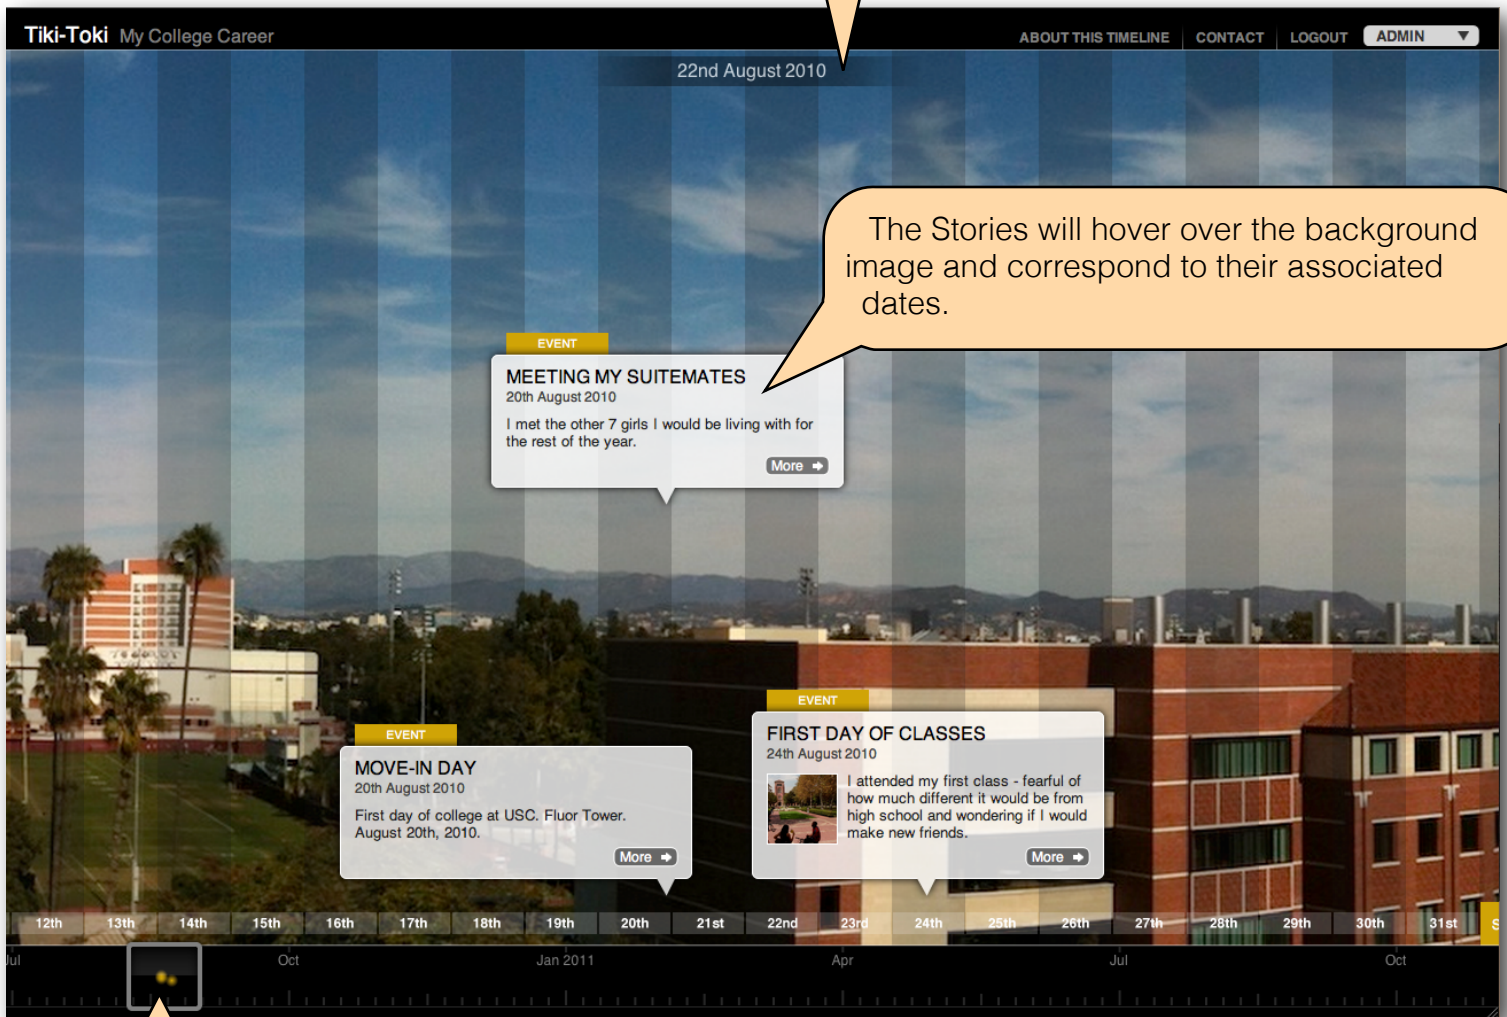 Tiki-Toki My College Career
ABOUT THIS TIMELINE CONTACT LOGOUT ADMIN
22nd August 2010
The Stories will hover over the background
image and correspond to their associated
dates.
EVENT
MEETING MY SUITEMATES
20th August 2010
I met the other 7 girls I would be living with for
the rest of the year.
More
EVENT
MOVE-IN DAY
20th August 2010
First day of college at USC. Fluor Tower.
August 20th, 2010.
More
EVENT
FIRST DAY OF CLASSES
24th August 2010
I attended my first class - fearful of
how much different it would be from
high school and wondering if I would
make new friends.
More
12th 13th 14th 15th 16th 17th 18th 19th 20th 21st 22nd 23rd 24th 25th 26th 27th 28th 29th 30th 31st S
Jul Oct Jan 2011 Apr Jul Oct